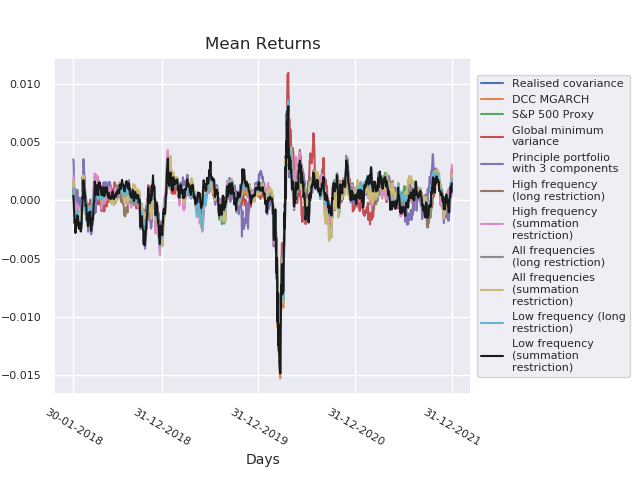 Mean Returns
0.010
0.005
0.000
−0.005
−0.010
−0.015
30-01-2018
31-12-2018
31-12-2019
31-12-2020
31-12-2021
Days
Realised covariance
DCC MGARCH
S&P 500 Proxy
Global minimum
variance
Principle portfolio
with 3 components
High frequency
(long restriction)
High frequency
(summation
restriction)
All frequencies
(long restriction)
All frequencies
(summation
restriction)
Low frequency (long
restriction)
Low frequency
(summation
restriction)